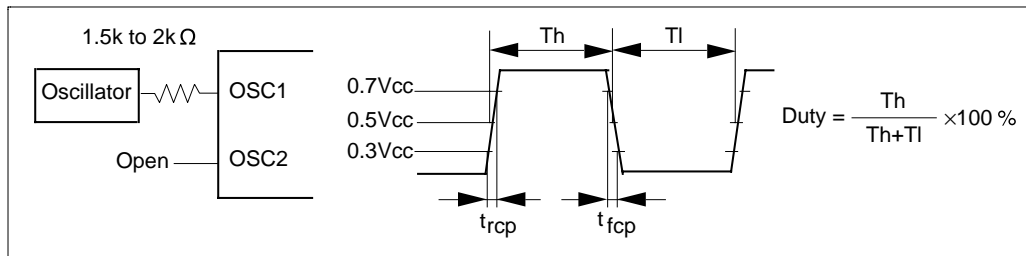 1.5k to 2kΩ
Oscillator
OSC1
Open
OSC2
Th
Tl
0.7Vcc
0.5Vcc
0.3Vcc
trcp
tfcp
Duty = Th / Th+Tl ×100 %